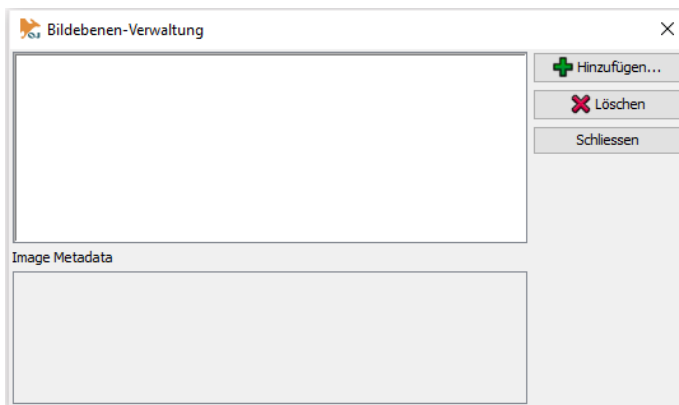 Bildebenen-Verwaltung
Hinzufügen...
Löschen
Schliessen
Image Metadata